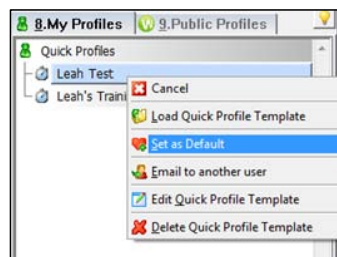 8.My Profiles 9.Public Profiles
Quick Profiles
Leah Test
Leah's Traini
Cancel
Load Quick Profile Template
Set as Default
Email to another user
Edit Quick Profile Template
Delete Quick Profile Template